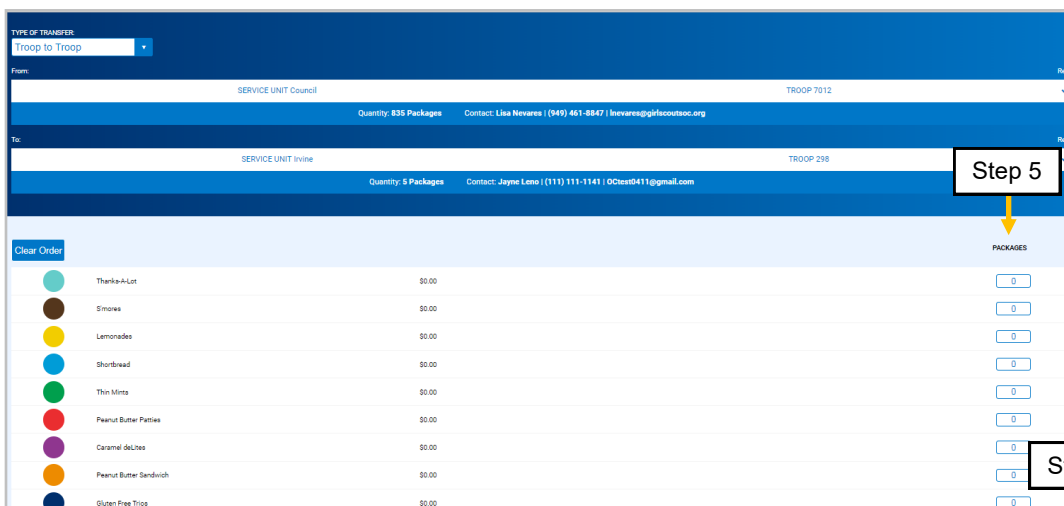 TYPE OF TRANSFER:
Troop to Troop
From: Re
SERVICE UNIT Council TROOP 7012
Quantity: 835 Packages Contact: Lisa Nevares | (949) 461-8847 | lnevares@girlscoutsoc.org
To: Re
SERVICE UNIT Irvine TROOP 298
Step 5
Quantity: 5 Packages Contact: Jayne Leno | (111) 111-1141 | OCtest0411@gmail.com
Clear Order PACKAGES
Thanks-A-Lot $0.00 0
S'mores $0.00 0
Lemonades $0.00 0
Shortbread $0.00 0
Thin Mints $0.00 0
Peanut Butter Patties $0.00 0
Caramel deLites $0.00 0
Peanut Butter Sandwich $0.00 0
S
Gluten Free Trios $0.00 0